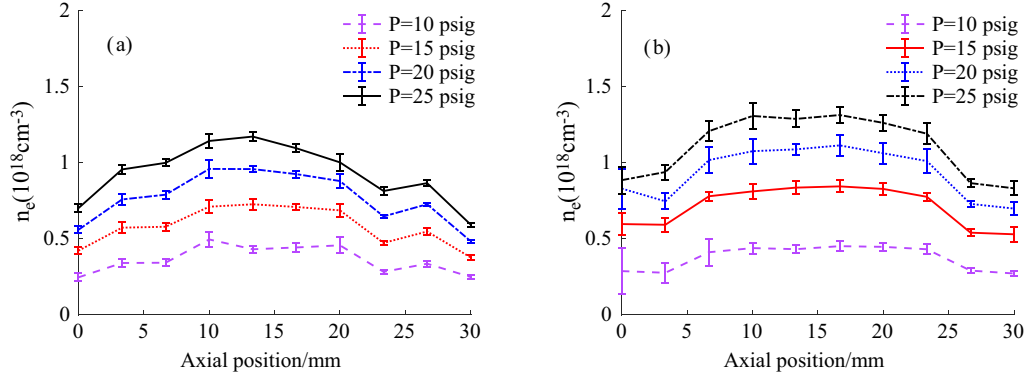 2
1.5
1
0.5
0
n_e(10^18cm^-3)
(a)
P=10 psig
P=15 psig
P=20 psig
P=25 psig
0 5 10 15 20 25 30
Axial position/mm
2
1.5
1
0.5
0
n_e(10^18cm^-3)
(b)
P=10 psig
P=15 psig
P=20 psig
P=25 psig
0 5 10 15 20 25 30
Axial position/mm